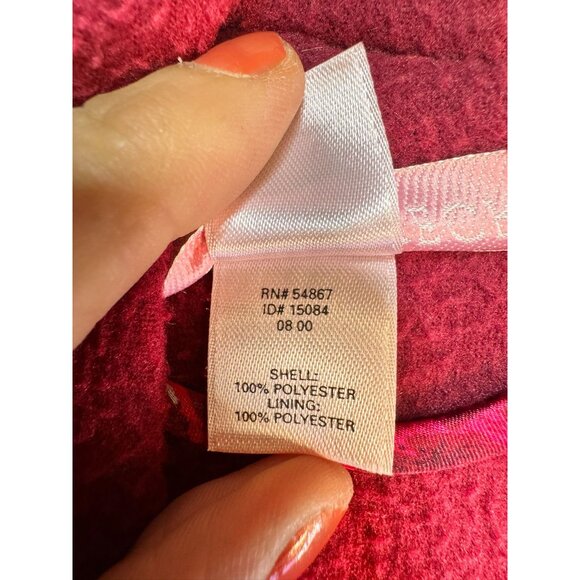 RN# 54867
ID# 15084
08 00
SHELL:
100% POLYESTER
LINING:
100% POLYESTER